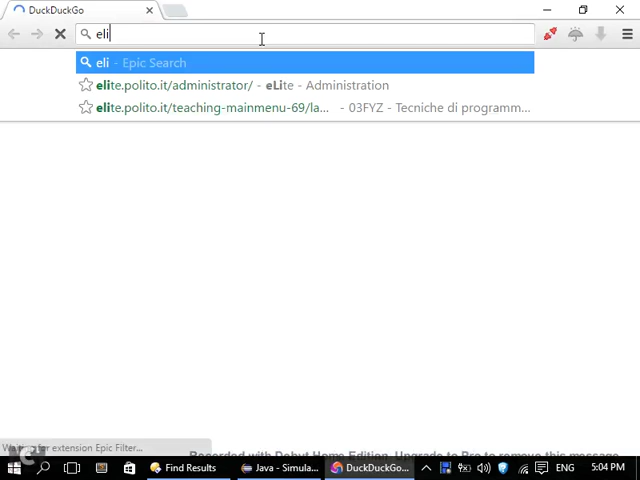 DuckDuckGo
eli
eli - Epic Search
elite.polito.it/administrator/ - eLite - Administration
elite.polito.it/teaching-mainmenu-69/la... - 03FYZ - Tecniche di programm...
Waiting for extension Epic Filter...
Recorded with Debut Home Edition. Upgrade to Pro to remove this message
Find Results
Java - Simula...
DuckDuckGo...
ENG
5:04 PM